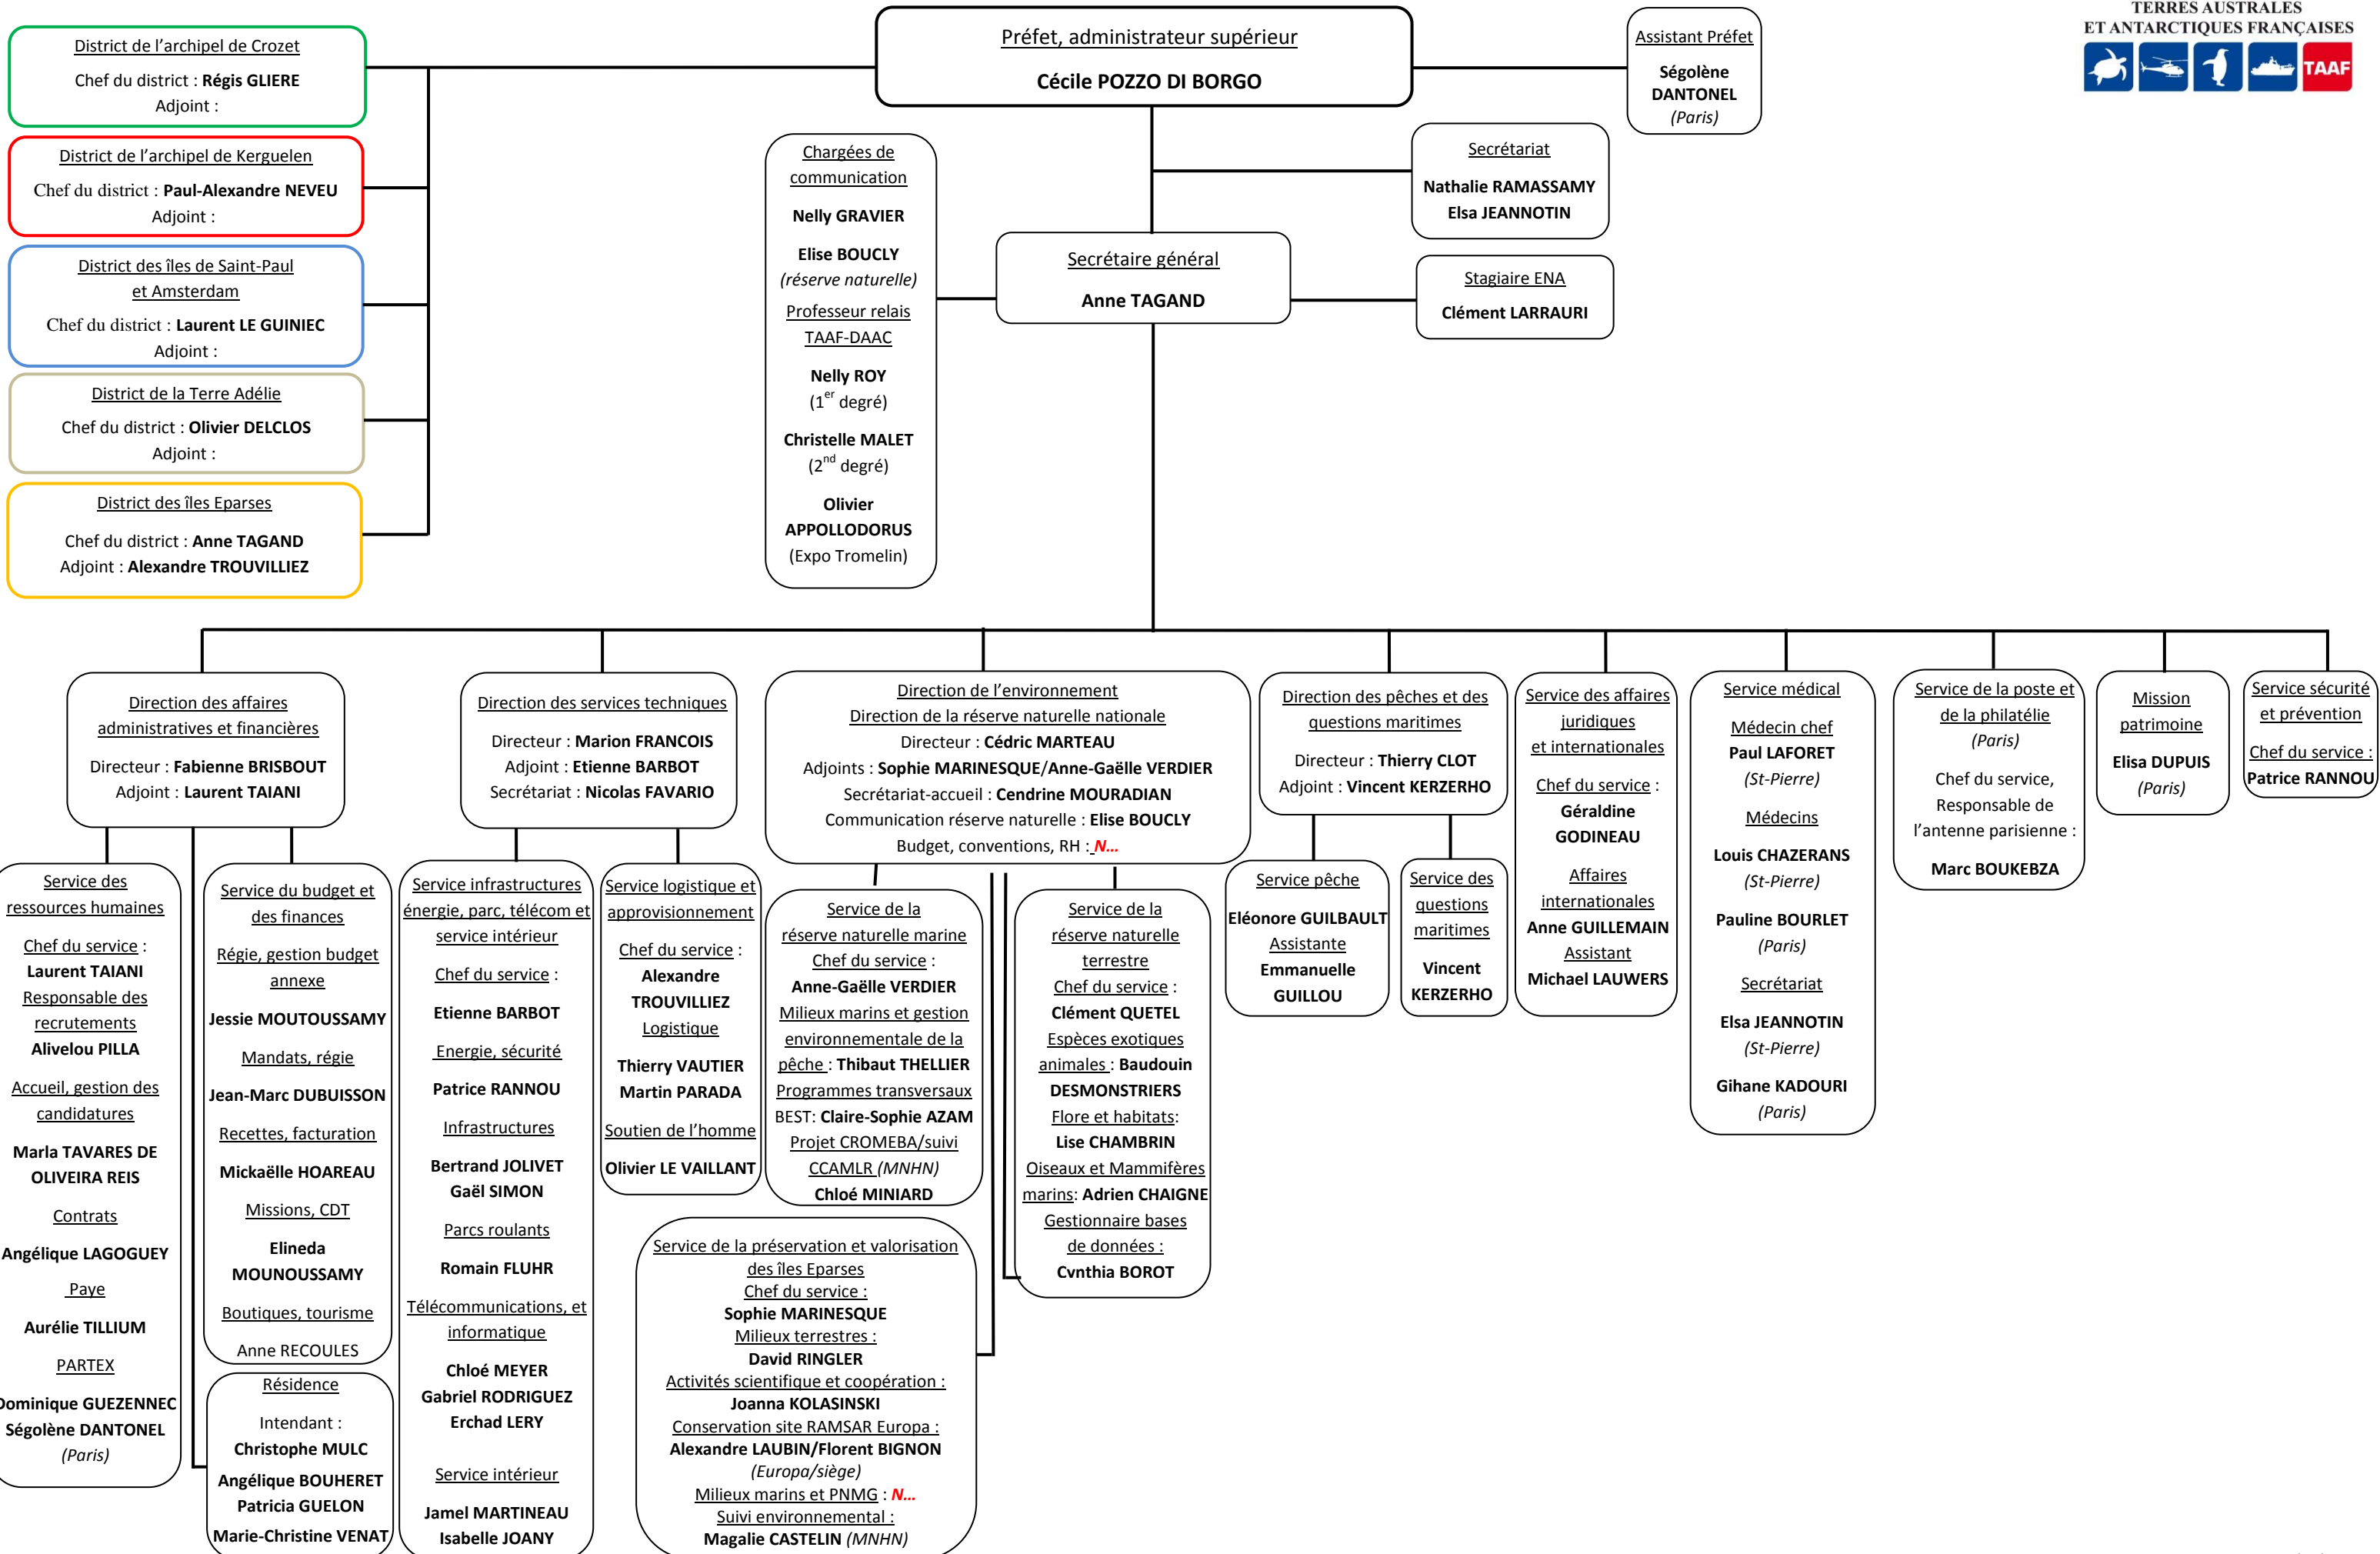 TERRES AUSTRALES
ET ANTARCTIQUES FRANÇAISES
TAAF
Préfet, administrateur supérieur
Cécile POZZO DI BORGO
Assistant Préfet
Ségolène
DANTONEL
(Paris)
District de l'archipel de Crozet
Chef du district : Régis GLIERE
Adjoint :
District de l'archipel de Kerguelen
Chef du district : Paul-Alexandre NEVEU
Adjoint :
District des îles de Saint-Paul
et Amsterdam
Chef du district : Laurent LE GUINIEC
Adjoint :
District de la Terre Adélie
Chef du district : Olivier DELCLOS
Adjoint :
District des îles Eparses
Chef du district : Anne TAGAND
Adjoint : Alexandre TROUVILLIEZ
Chargées de
communication
Nelly GRAVIER
Elise BOUCLY
(réserve naturelle)
Professeur relais
TAAF-DAAC
Nelly ROY
(1er degré)
Christelle MALET
(2nd degré)
Olivier
APPOLLODORUS
(Expo Tromelin)
Secrétariat
Nathalie RAMASSAMY
Elsa JEANNOTIN
Secrétaire général
Anne TAGAND
Stagiaire ENA
Clément LARRAURI
Direction des affaires
administratives et financières
Directeur : Fabienne BRISBOUT
Adjoint : Laurent TAIANI
Direction des services techniques
Directeur : Marion FRANCOIS
Adjoint : Etienne BARBOT
Secrétariat : Nicolas FAVARIO
Direction de l'environnement
Direction de la réserve naturelle nationale
Directeur : Cédric MARTEAU
Adjoints : Sophie MARINESQUE/Anne-Gaëlle VERDIER
Secrétariat-accueil : Cendrine MOURADIAN
Communication réserve naturelle : Elise BOUCLY
Budget, conventions, RH : N...
Direction des pêches et des
questions maritimes
Directeur : Thierry CLOT
Adjoint : Vincent KERZERHO
Service des affaires
juridiques
et internationales
Chef du service :
Géraldine
GODINEAU
Affaires
internationales
Anne GUILLEMAIN
Assistant
Michael LAUWERS
Service médical
Médecin chef
Paul LAFORET
(St-Pierre)
Médecins
Louis CHAZERANS
(St-Pierre)
Pauline BOURLET
(Paris)
Secrétariat
Elsa JEANNOTIN
(St-Pierre)
Gihane KADOURI
(Paris)
Service de la poste et
de la philatélie
(Paris)
Chef du service,
Responsable de
l'antenne parisienne :
Marc BOUKEBZA
Mission
patrimoine
Elisa DUPUIS
(Paris)
Service sécurité
et prévention
Chef du service :
Patrice RANNOU
Service des
ressources humaines
Chef du service :
Laurent TAIANI
Responsable des
recrutements
Alivelou PILLA
Accueil, gestion des
candidatures
Marla TAVARES DE
OLIVEIRA REIS
Contrats
Angélique LAGOGUEY
Paye
Aurélie TILLIUM
PARTEX
Dominique GUEZENNEC
Ségolène DANTONEL
(Paris)
Service du budget et
des finances
Régie, gestion budget
annexe
Jessie MOUTOUSSAMY
Mandats, régie
Jean-Marc DUBUISSON
Recettes, facturation
Mickaëlle HOAREAU
Missions, CDT
Elineda
MOUNOUSSAMY
Boutiques, tourisme
Anne RECOULES
Résidence
Intendant :
Christophe MULC
Angélique BOUHERET
Patricia GUELON
Marie-Christine VENAT
Service infrastructures
énergie, parc, télécom et
service intérieur
Chef du service :
Etienne BARBOT
Energie, sécurité
Patrice RANNOU
Infrastructures
Bertrand JOLIVET
Gaël SIMON
Parcs roulants
Romain FLUHR
Télécommunications, et
informatique
Chloé MEYER
Gabriel RODRIGUEZ
Erchad LERY
Service intérieur
Jamel MARTINEAU
Isabelle JOANY
Service logistique et
approvisionnement
Chef du service :
Alexandre
TROUVILLIEZ
Logistique
Thierry VAUTIER
Martin PARADA
Soutien de l'homme
Olivier LE VAILLANT
Service de la
réserve naturelle marine
Chef du service :
Anne-Gaëlle VERDIER
Milieux marins et gestion
environnementale de la
pêche : Thibaut THELLIER
Programmes transversaux
BEST: Claire-Sophie AZAM
Projet CROMEBA/suivi
CCAMLR (MNHN)
Chloé MINIARD
Service de la préservation et valorisation
des îles Eparses
Chef du service :
Sophie MARINESQUE
Milieux terrestres :
David RINGLER
Activités scientifique et coopération :
Joanna KOLASINSKI
Conservation site RAMSAR Europa :
Alexandre LAUBIN/Florent BIGNON
(Europa/siège)
Milieux marins et PNMG : N...
Suivi environnemental :
Magalie CASTELIN (MNHN)
Service de la
réserve naturelle
terrestre
Chef du service :
Clément QUETEL
Espèces exotiques
animales : Baudouin
DESMONSTRIERS
Flore et habitats:
Lise CHAMBRIN
Oiseaux et Mammifères
marins: Adrien CHAIGNE
Gestionnaire bases
de données :
Cynthia BOROT
Service pêche
Eléonore GUILBAULT
Assistante
Emmanuelle
GUILLOU
Service des
questions
maritimes
Vincent
KERZERHO